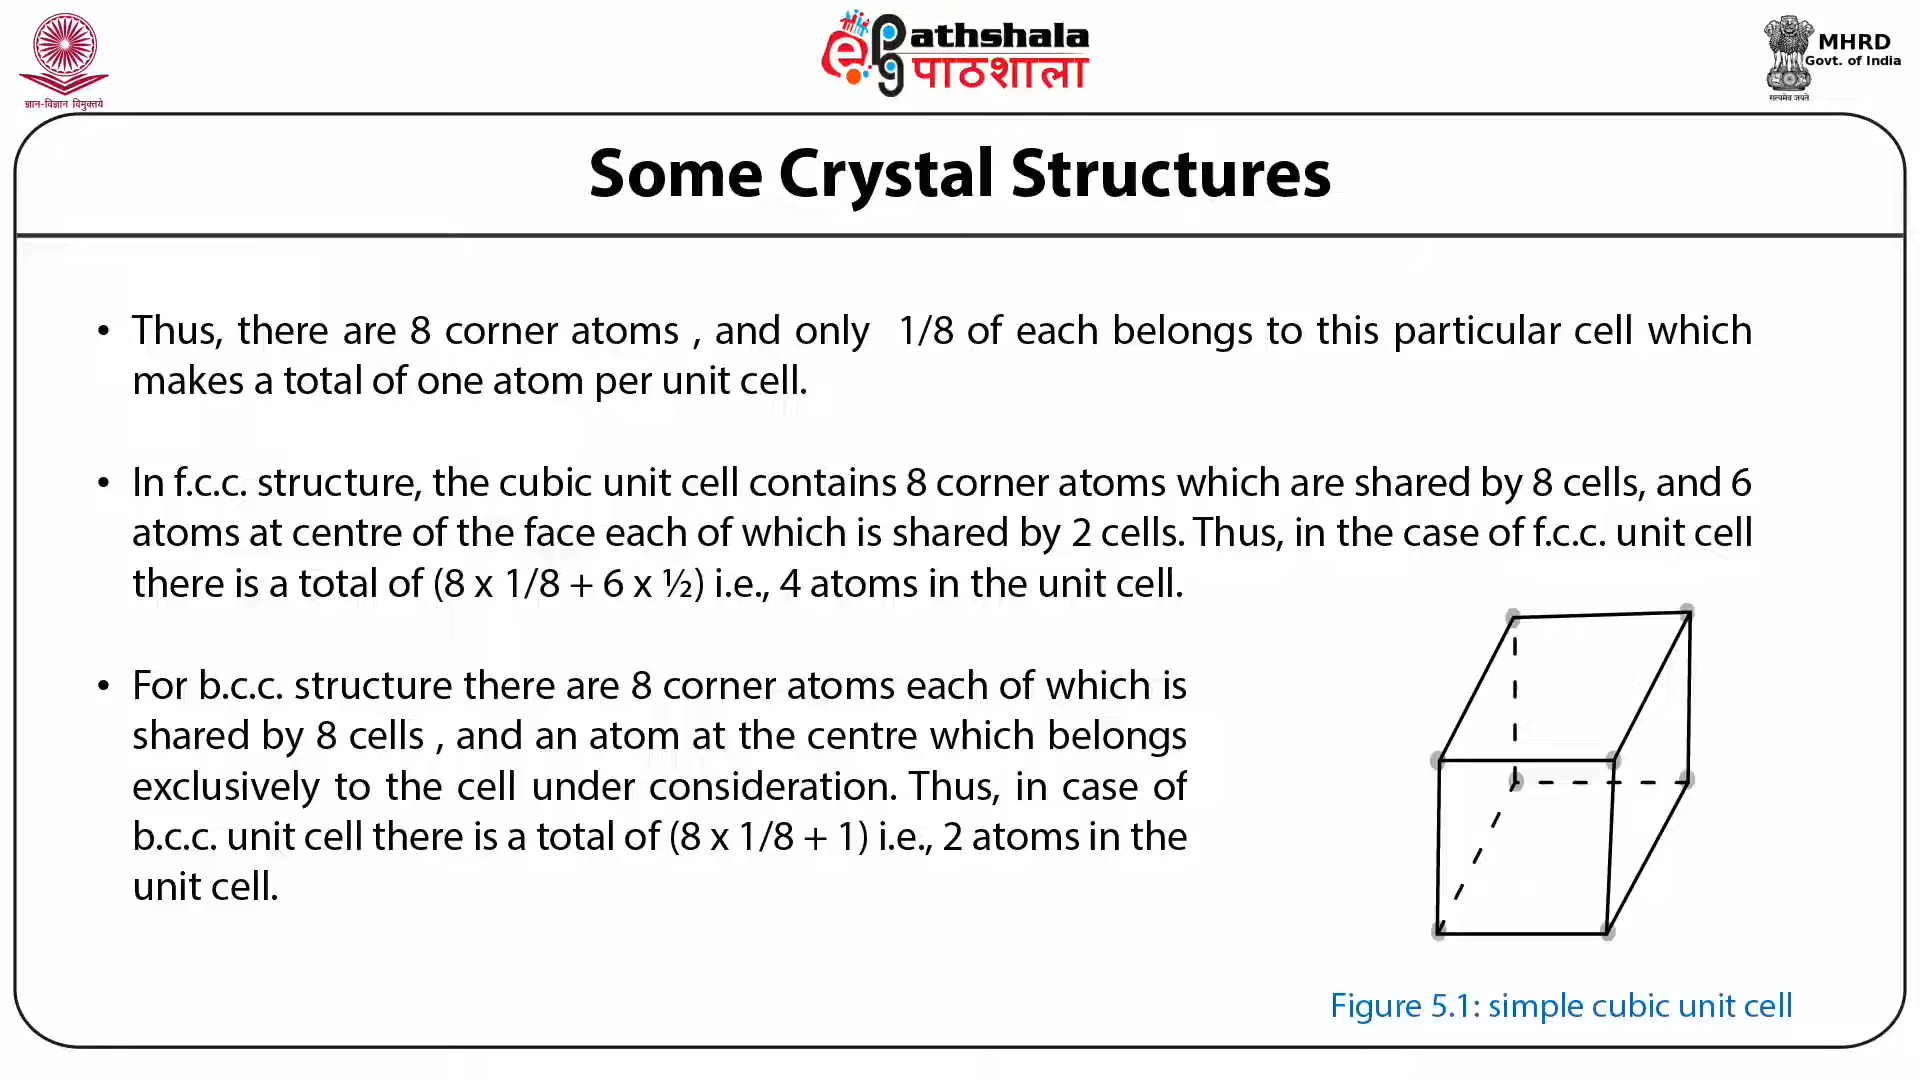 ज्ञान-विज्ञान विमुक्तये
ePathshala
पाठशाला
MHRD
Govt. of India
सत्यमेव जयते
Some Crystal Structures
• Thus, there are 8 corner atoms , and only 1/8 of each belongs to this particular cell which
makes a total of one atom per unit cell.
• In f.c.c. structure, the cubic unit cell contains 8 corner atoms which are shared by 8 cells, and 6
atoms at centre of the face each of which is shared by 2 cells. Thus, in the case of f.c.c. unit cell
there is a total of (8 x 1/8 + 6 x ½) i.e., 4 atoms in the unit cell.
• For b.c.c. structure there are 8 corner atoms each of which is
shared by 8 cells , and an atom at the centre which belongs
exclusively to the cell under consideration. Thus, in case of
b.c.c. unit cell there is a total of (8 x 1/8 + 1) i.e., 2 atoms in the
unit cell.
Figure 5.1: simple cubic unit cell